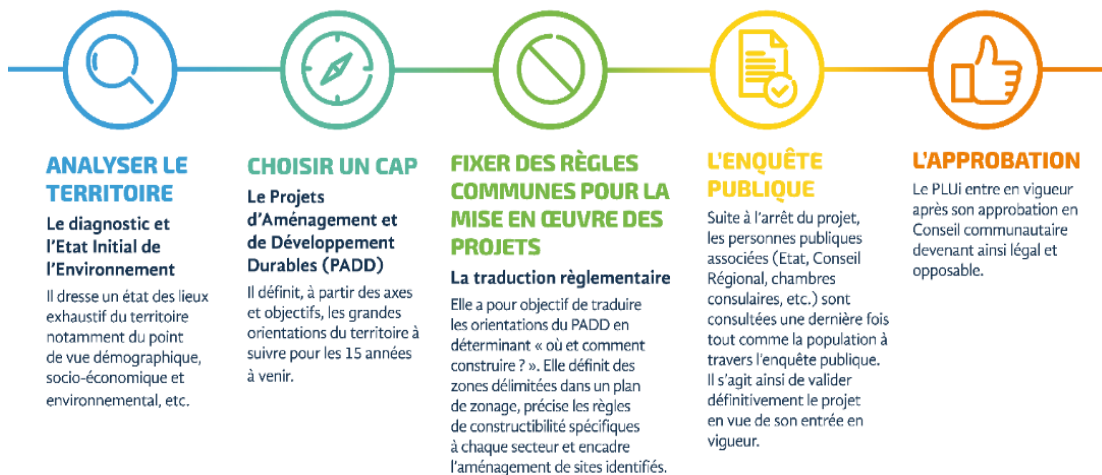 ANALYSER LE
TERRITOIRE
Le diagnostic et
l'Etat Initial de
l'Environnement
Il dresse un état des lieux
exhaustif du territoire
notamment du point
de vue démographique,
socio-économique et
environnemental, etc.
CHOISIR UN CAP
Le Projets
d'Aménagement et
de Développement
Durables (PADD)
Il définit, à partir des axes
et objectifs, les grandes
orientations du territoire à
suivre pour les 15 années
à venir.
FIXER DES RÈGLES
COMMUNES POUR LA
MISE EN ŒUVRE DES
PROJETS
La traduction règlementaire
Elle a pour objectif de traduire
les orientations du PADD en
déterminant « où et comment
construire ? ». Elle définit des
zones délimitées dans un plan
de zonage, précise les règles
de constructibilité spécifiques
à chaque secteur et encadre
l'aménagement de sites identifiés.
L'ENQUÊTE
PUBLIQUE
Suite à l'arrêt du projet,
les personnes publiques
associées (Etat, Conseil
Régional, chambres
consulaires, etc.) sont
consultées une dernière fois
tout comme la population à
travers l'enquête publique.
Il s'agit ainsi de valider
définitivement le projet
en vue de son entrée en
vigueur.
L'APPROBATION
Le PLUi entre en vigueur
après son approbation en
Conseil communautaire
devenant ainsi légal et
opposable.